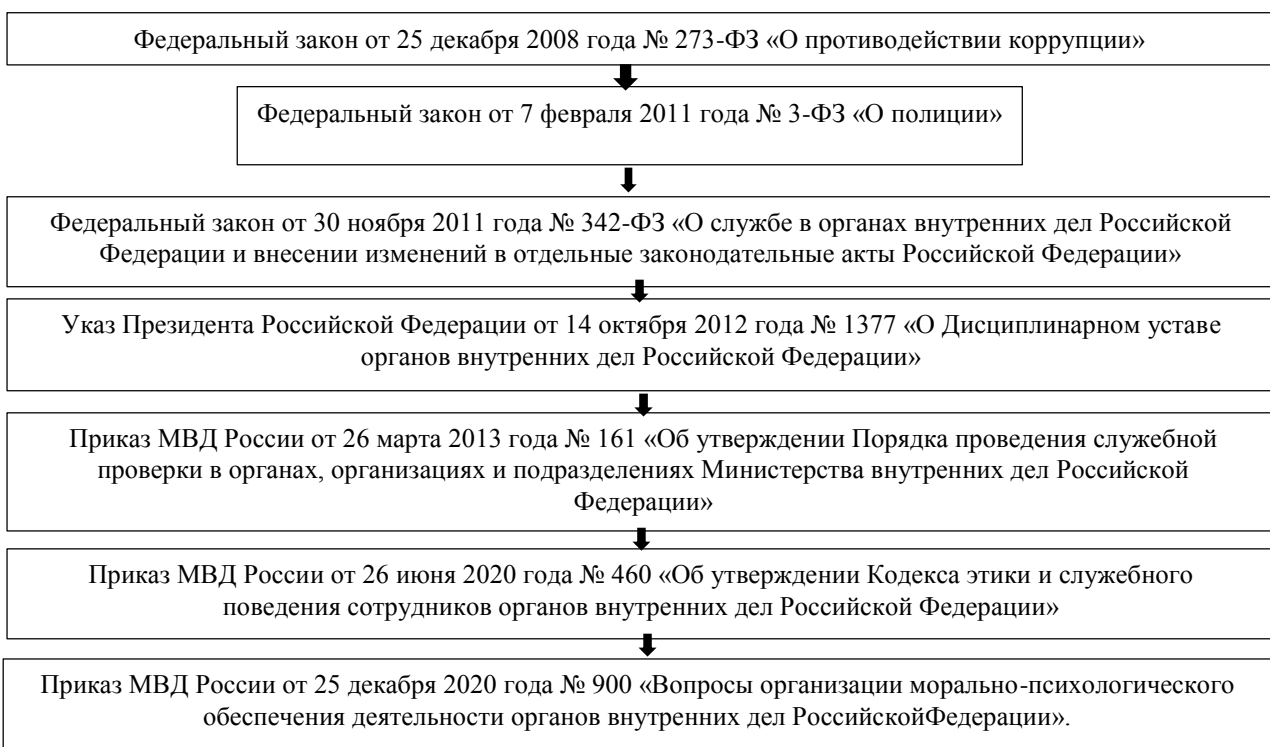 Федеральный закон от 25 декабря 2008 года № 273-ФЗ «О противодействии коррупции»
Федеральный закон от 7 февраля 2011 года № 3-ФЗ «О полиции»
Федеральный закон от 30 ноября 2011 года № 342-ФЗ «О службе в органах внутренних дел Российской
Федерации и внесении изменений в отдельные законодательные акты Российской Федерации»
Указ Президента Российской Федерации от 14 октября 2012 года № 1377 «О Дисциплинарном уставе
органов внутренних дел Российской Федерации»
Приказ МВД России от 26 марта 2013 года № 161 «Об утверждении Порядка проведения служебной
проверки в органах, организациях и подразделениях Министерства внутренних дел Российской
Федерации»
Приказ МВД России от 26 июня 2020 года № 460 «Об утверждении Кодекса этики и служебного
поведения сотрудников органов внутренних дел Российской Федерации»
Приказ МВД России от 25 декабря 2020 года № 900 «Вопросы организации морально-психологического
обеспечения деятельности органов внутренних дел РоссийскойФедерации».